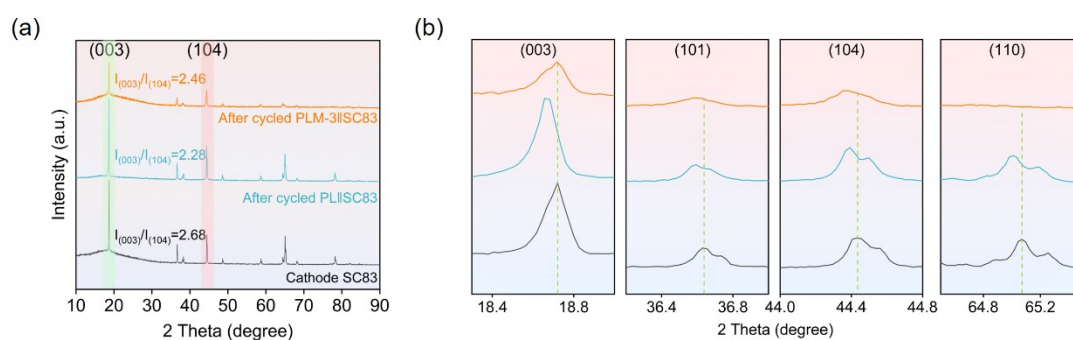 (a)
(003)
(104)
I(003)/I(104)=2.46
After cycled PLM-3||SC83
I(003)/I(104)=2.28
After cycled PL||SC83
I(003)/I(104)=2.68
Cathode SC83
Intensity (a.u.)
10 20 30 40 50 60 70 80 90
2 Theta (degree)
(b)
(003)
(101)
(104)
(110)
18.4 18.8
36.4 36.8 44.0
44.4 44.8
64.8 65.2
2 Theta (degree)